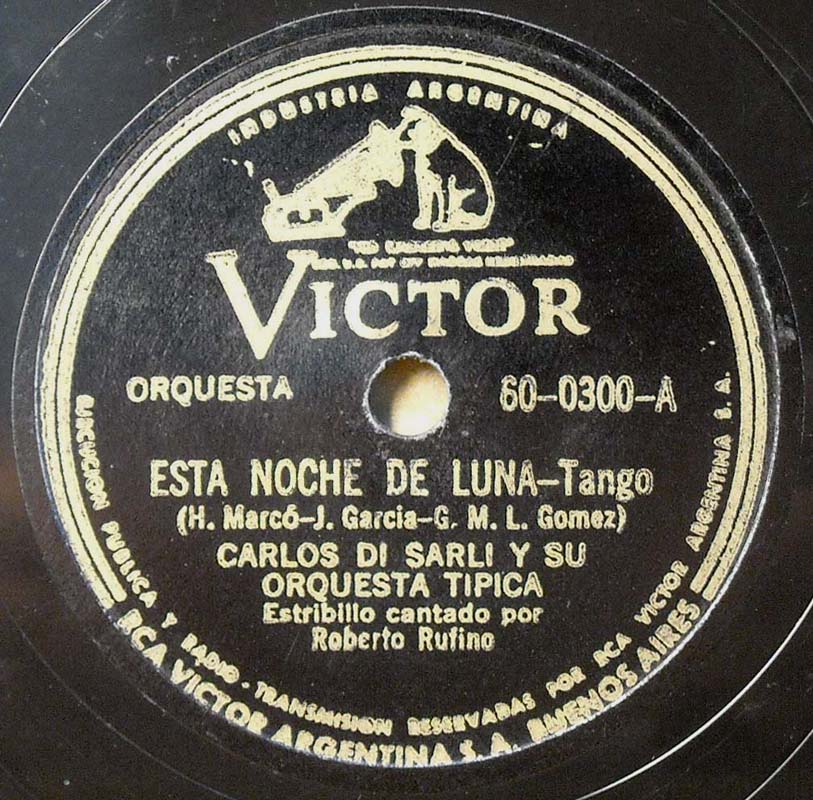 INDUSTRIA ARGENTINA
VICTOR
ORQUESTA
60-0300-A
ESTA NOCHE DE LUNA-Tango
(H. Marcó-J. Garcia-G. M. L. Gomez)
CARLOS DI SARLI Y SU
ORQUESTA TIPICA
Estribillo cantado por
Roberto Rufino
EJECUCION PUBLICA Y RADIO-TRANSMISION RESERVADAS POR RCA VICTOR ARGENTINA S. A.
RCA VICTOR ARGENTINA S. A. BUENOS AIRES